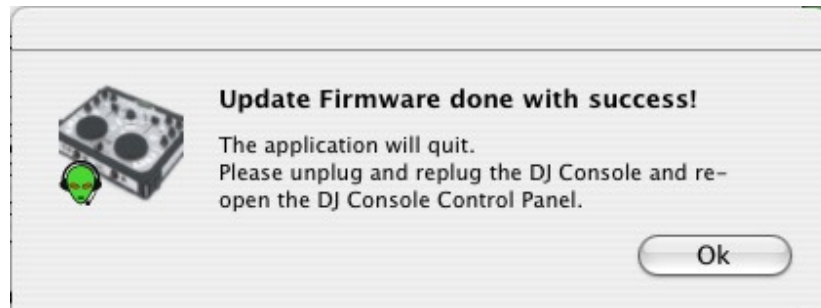 Update Firmware done with success!
The application will quit.
Please unplug and replug the DJ Console and re-
open the DJ Console Control Panel.
Ok